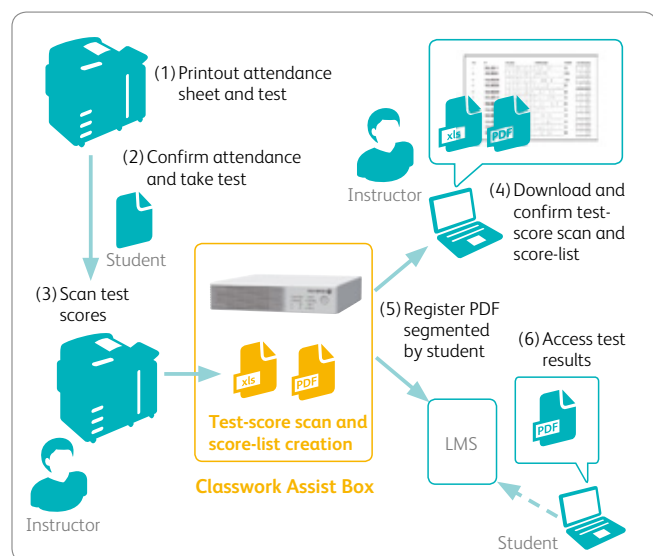 (1) Printout attendance
sheet and test
(2) Confirm attendance
and take test
Student
(3) Scan test
scores
Instructor
xls
PDF
Test-score scan and
score-list creation
Classwork Assist Box
xls
PDF
Instructor
(4) Download and
confirm test-
score scan and
score-list
(5) Register PDF
segmented
by student
LMS
(6) Access test
results
PDF
Student